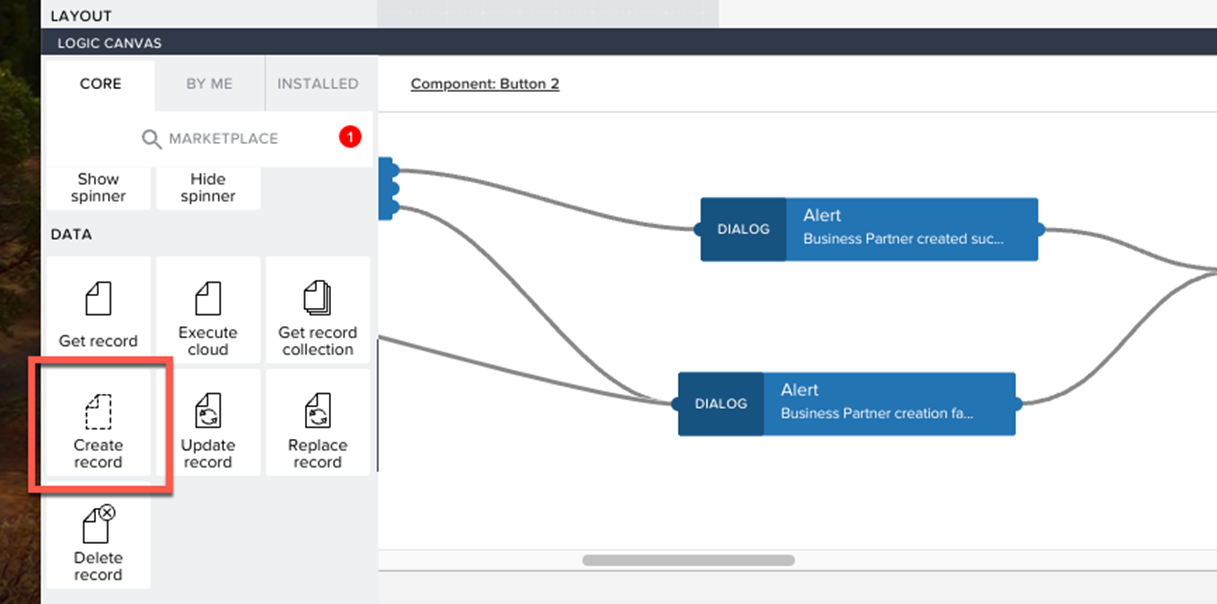 LAYOUT
LOGIC CANVAS
CORE
BY ME
INSTALLED
Component: Button 2
MARKETPLACE
1
Show
spinner
Hide
spinner
DATA
Get record
Execute
cloud
Get record
collection
Create
record
Update
record
Replace
record
Delete
record
DIALOG
Alert
Business Partner created suc...
DIALOG
Alert
Business Partner creation fa...